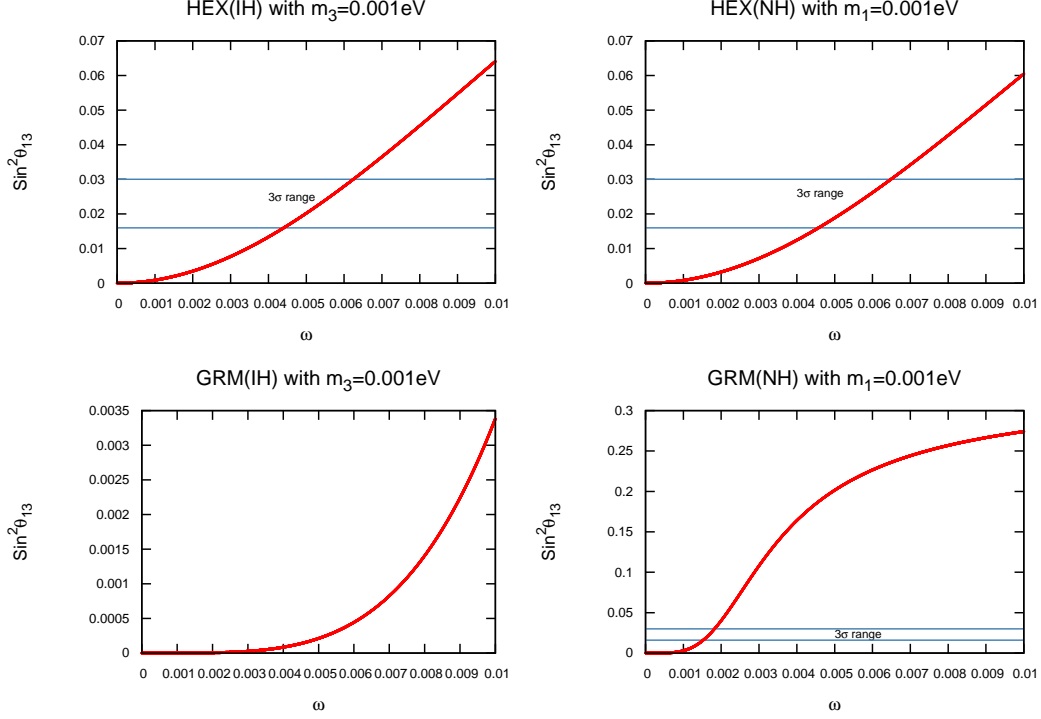 HEX(IH) with m3=0.001eV
0.07
0.06
0.05
0.04
0.03
0.02
0.01
0
Sin²θ13
3σ range
0 0.001 0.002 0.003 0.004 0.005 0.006 0.007 0.008 0.009 0.01
ω
HEX(NH) with m1=0.001eV
0.07
0.06
0.05
0.04
0.03
0.02
0.01
0
Sin²θ13
3σ range
0 0.001 0.002 0.003 0.004 0.005 0.006 0.007 0.008 0.009 0.01
ω
GRM(IH) with m3=0.001eV
0.0035
0.003
0.0025
0.002
0.0015
0.001
0.0005
0
Sin²θ13
0 0.001 0.002 0.003 0.004 0.005 0.006 0.007 0.008 0.009 0.01
ω
GRM(NH) with m1=0.001eV
0.3
0.25
0.2
0.15
0.1
0.05
0
Sin²θ13
3σ range
0 0.001 0.002 0.003 0.004 0.005 0.006 0.007 0.008 0.009 0.01
ω